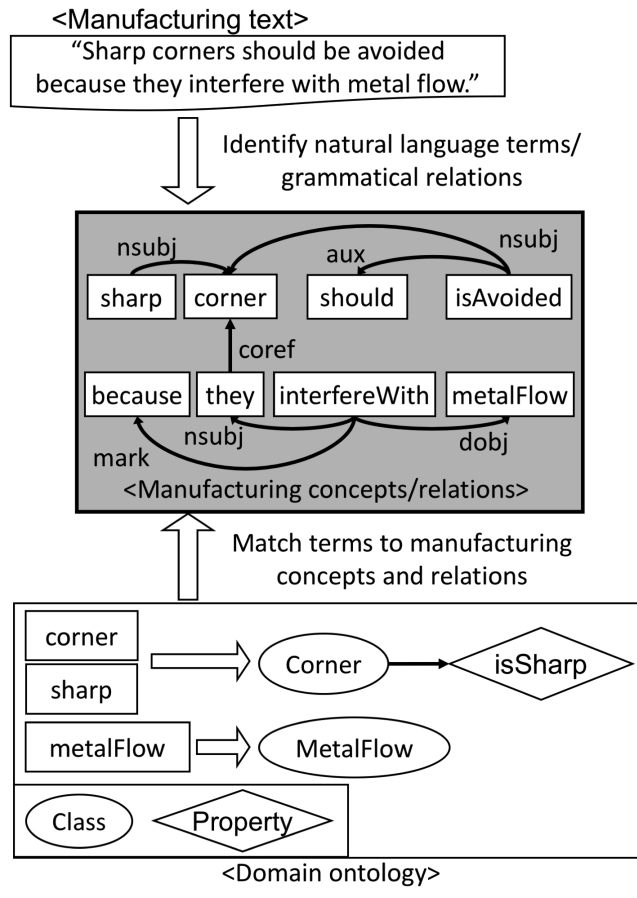 <Manufacturing text>
“Sharp corners should be avoided
because they interfere with metal flow.”
Identify natural language terms/
grammatical relations
nsubj
aux
nsubj
sharp
corner
should
isAvoided
coref
because
they
interfereWith
metalFlow
nsubj
dobj
mark
<Manufacturing concepts/relations>
Match terms to manufacturing
concepts and relations
corner
sharp
Corner
isSharp
metalFlow
MetalFlow
Class
Property
<Domain ontology>